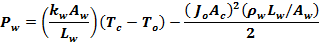 P_w = (k_w A_w / L_w)(T_c − T_o) − (J_o A_c)²(ρ_w L_w/A_w) / 2